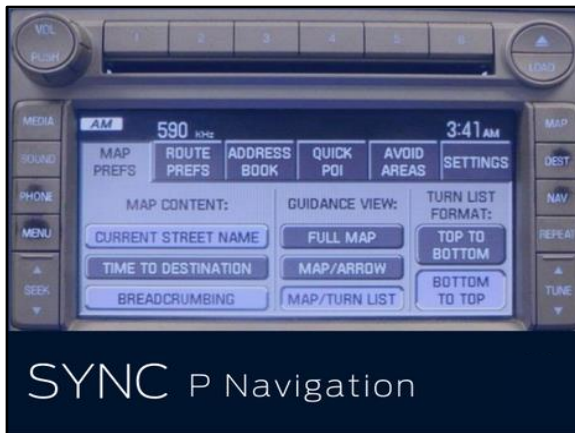 VOL
PUSH
1 2 3 4 5 6
LOAD
MEDIA
SOUND
PHONE
MENU
SEEK
AM 590 KHz 3:41 AM
MAP PREFS
ROUTE PREFS
ADDRESS BOOK
QUICK POI
AVOID AREAS
SETTINGS
MAP CONTENT:
CURRENT STREET NAME
TIME TO DESTINATION
BREADCRUMBING
GUIDANCE VIEW:
FULL MAP
MAP/ARROW
MAP/TURN LIST
TURN LIST
FORMAT:
TOP TO
BOTTOM
BOTTOM
TO TOP
MAP
DEST
NAV
REPEAT
TUNE
SYNC P Navigation